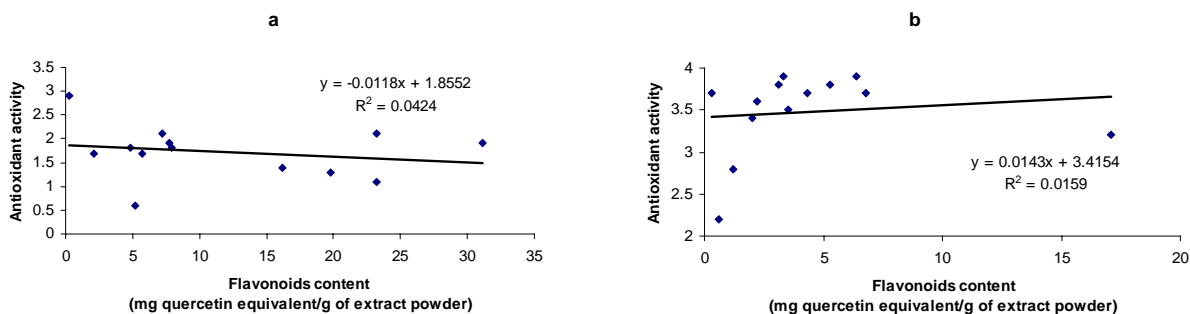 a
Antioxidant activity
3.5
3
2.5
2
1.5
1
0.5
0
y = -0.0118x + 1.8552
R² = 0.0424
0 5 10 15 20 25 30 35
Flavonoids content
(mg quercetin equivalent/g of extract powder)
b
Antioxidant activity
4
3.5
3
2.5
2
y = 0.0143x + 3.4154
R² = 0.0159
0 5 10 15 20
Flavonoids content
(mg quercetin equivalent/g of extract powder)